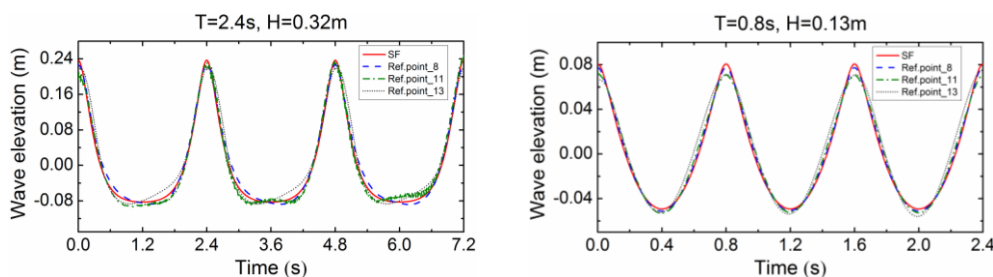 T=2.4s, H=0.32m
Wave elevation (m)
0.24
0.16
0.08
0.00
-0.08
SF
Ref.point_8
Ref.point_11
Ref.point_13
0.0 1.2 2.4 3.6 4.8 6.0 7.2
Time (s)
T=0.8s, H=0.13m
Wave elevation (m)
0.08
0.04
0.00
-0.04
SF
Ref.point_8
Ref.point_11
Ref.point_13
0.0 0.4 0.8 1.2 1.6 2.0 2.4
Time (s)